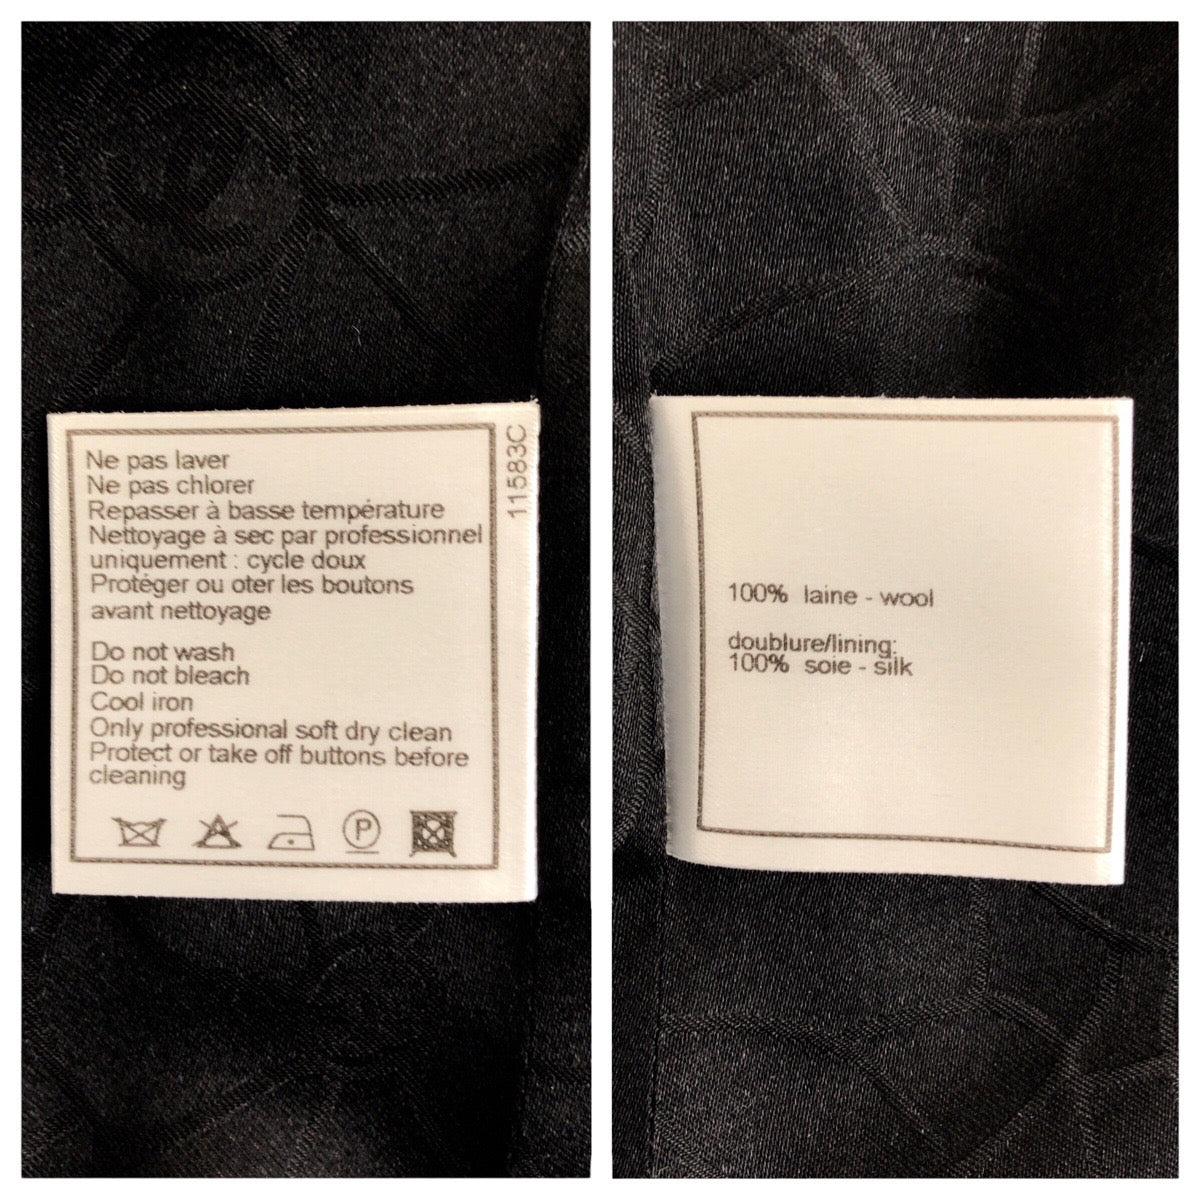 Ne pas laver
Ne pas chlorer
Repasser à basse température
Nettoyage à sec par professionnel
uniquement : cycle doux
Protéger ou oter les boutons
avant nettoyage
Do not wash
Do not bleach
Cool iron
Only professional soft dry clean
Protect or take off buttons before
cleaning
P
11583C
100% laine - wool
doublure/lining:
100% soie - silk